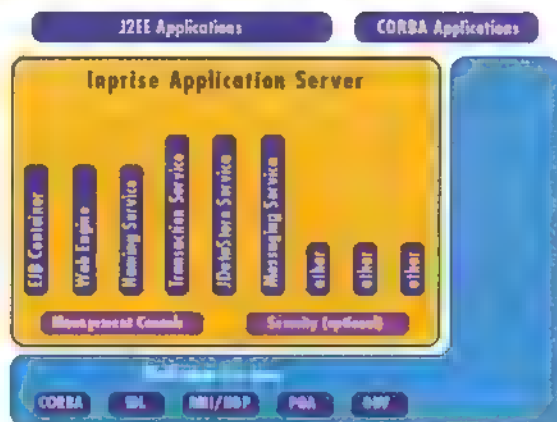 J2EE Applications
CORBA Applications
Inprise Application Server
EJB Container
Web Engine
Naming Service
Transaction Service
JDataStore Service
Messaging Service
other
other
other
Management Console
Security (optional)
CORBA
IDL
RMI/IIOP
POA